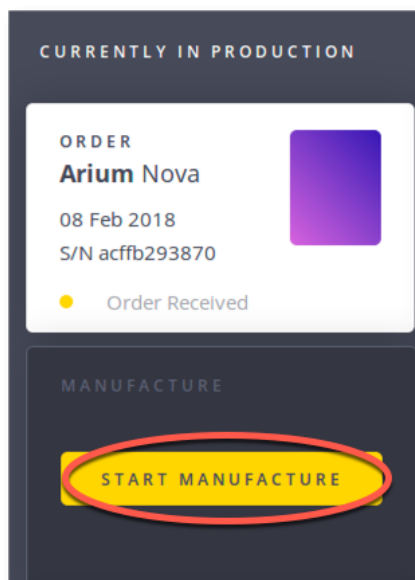 CURRENTLY IN PRODUCTION
ORDER
Arium Nova
08 Feb 2018
S/N acffb293870
Order Received
MANUFACTURE
START MANUFACTURE